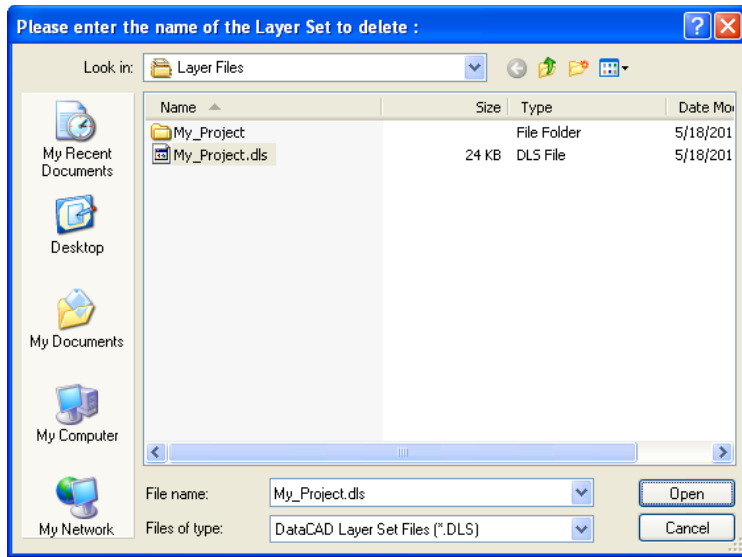 Please enter the name of the Layer Set to delete :
Look in:
Layer Files
My Recent
Documents
Desktop
My Documents
My Computer
My Network
Name
Size
Type
Date Mo
My_Project
File Folder
5/18/201
My_Project.dls
24 KB
DLS File
5/18/201
File name:
My_Project.dls
Open
Files of type:
DataCAD Layer Set Files (*.DLS)
Cancel